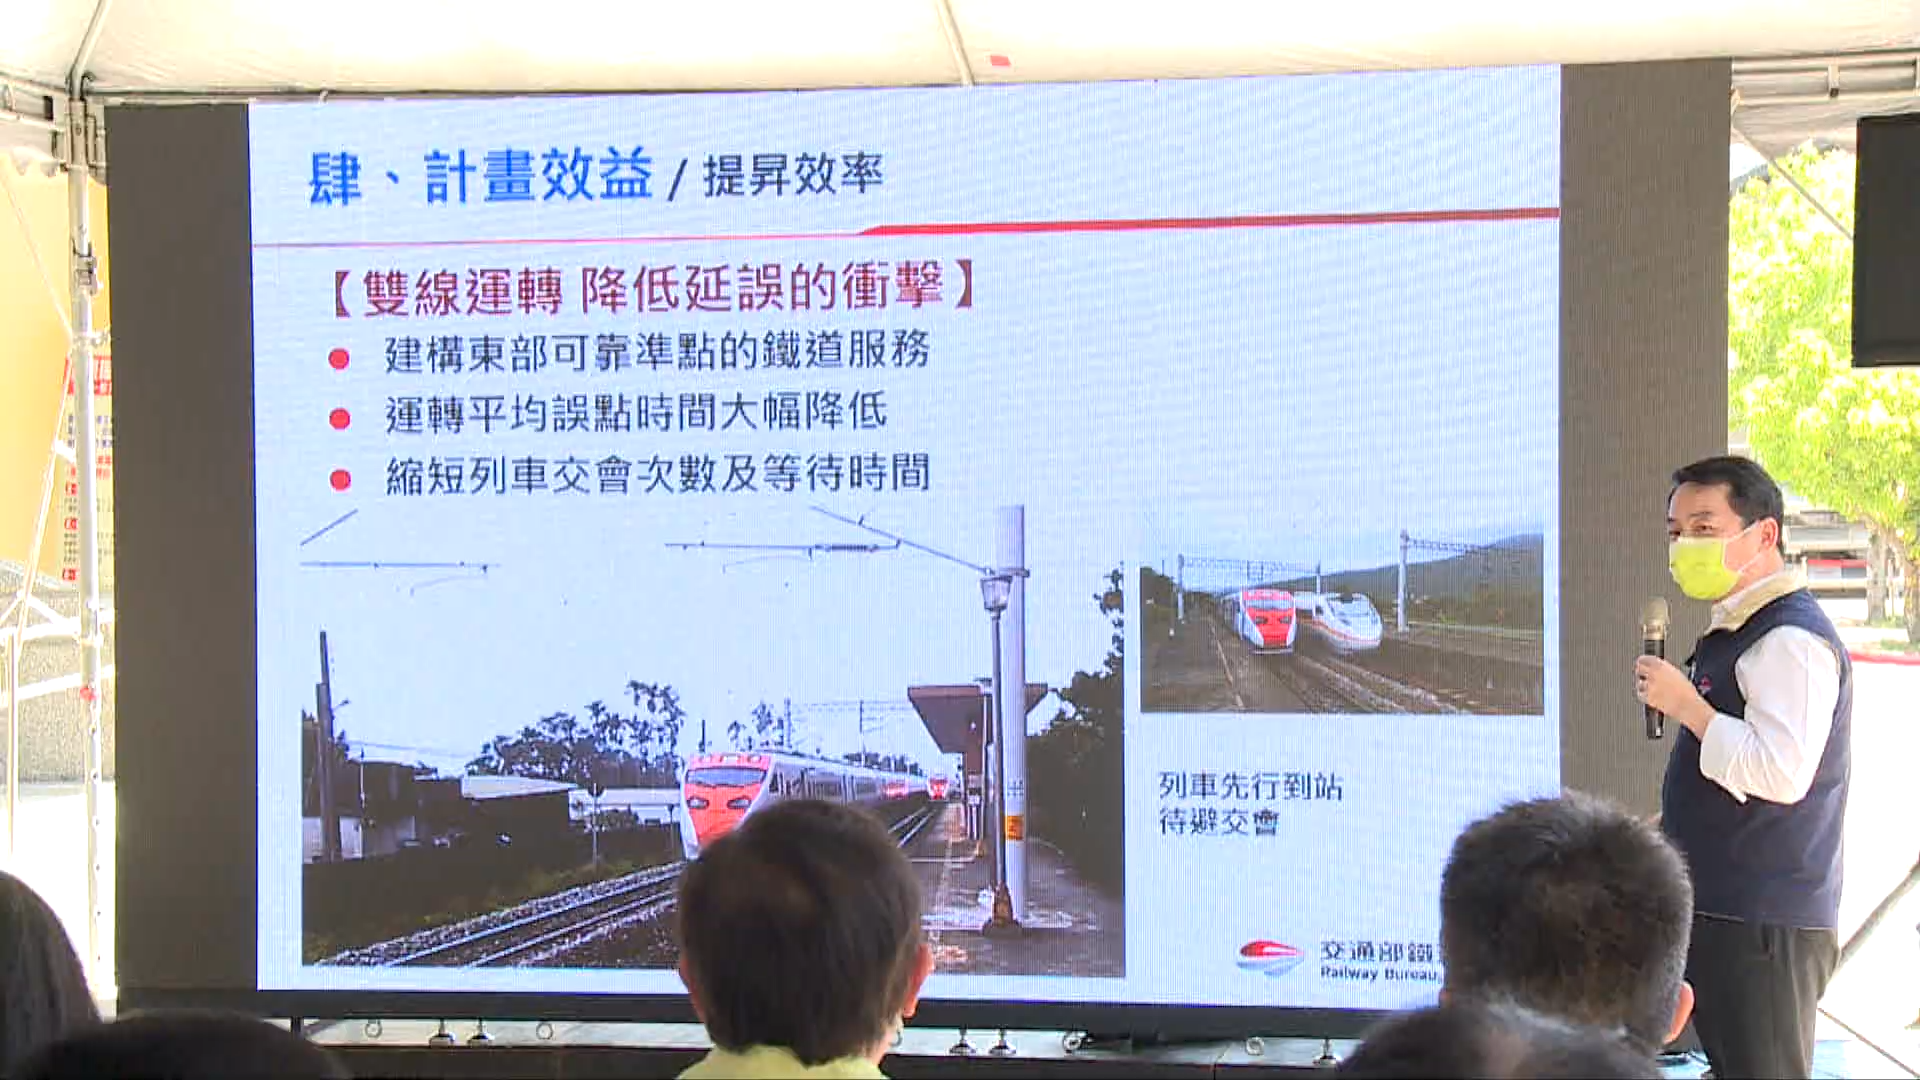 肆、計畫效益 / 提昇效率
【雙線運轉 降低延誤的衝擊】
● 建構東部可靠準點的鐵道服務
● 運轉平均誤點時間大幅降低
● 縮短列車交會次數及等待時間
列車先行到站
待避交會
交通部鐵
Railway Bureau,